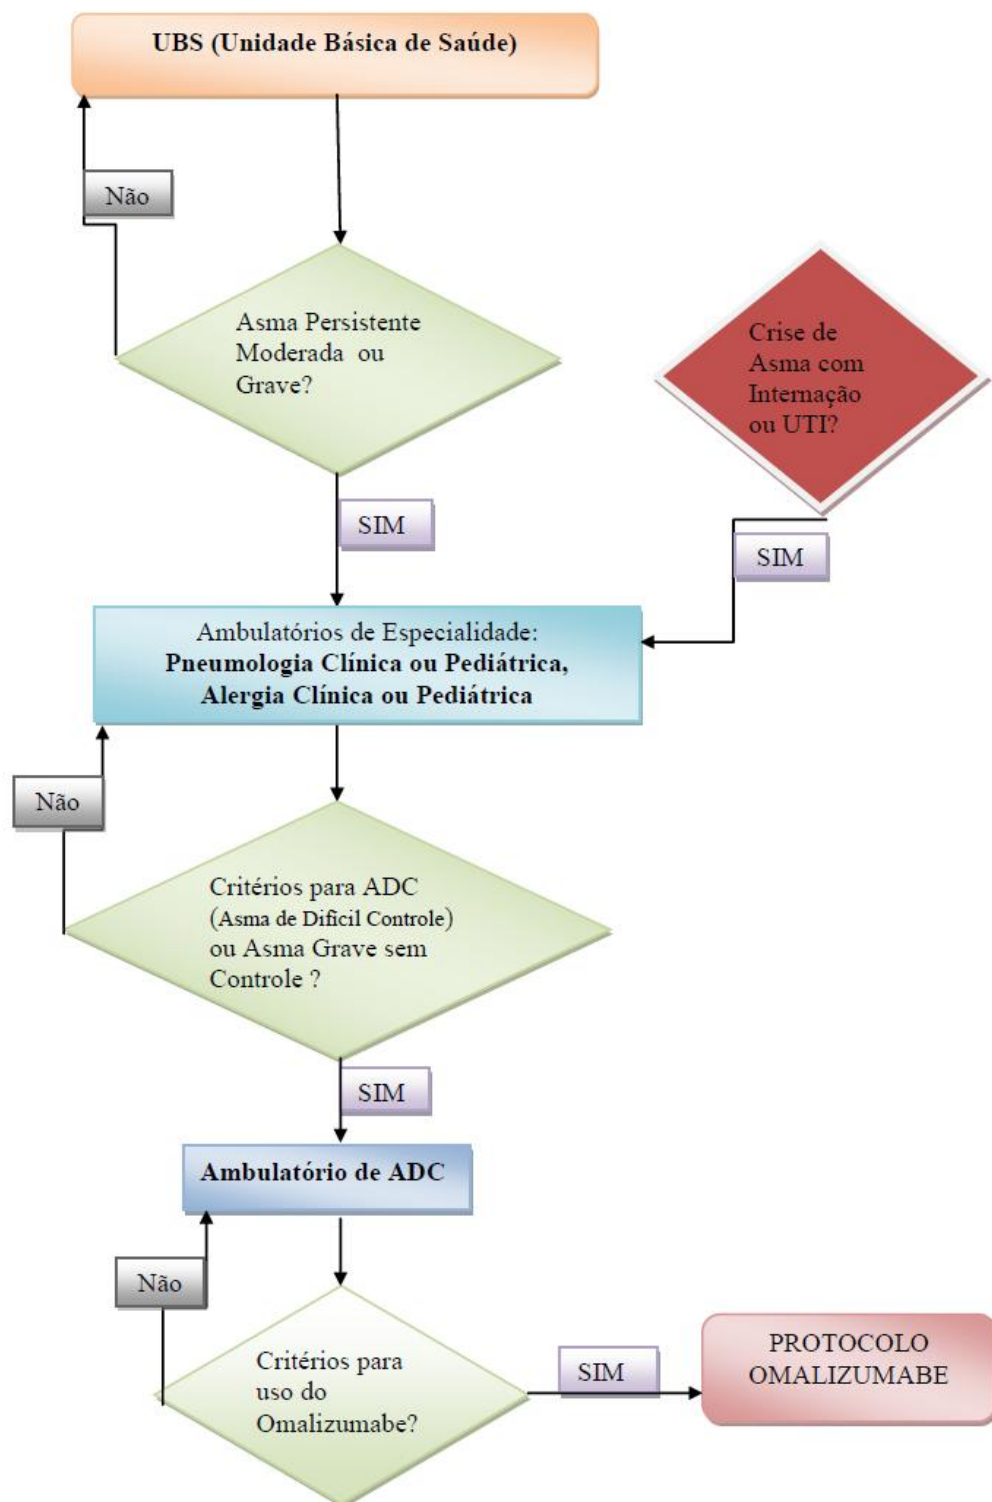 UBS (Unidade Básica de Saúde)
Não
Asma Persistente
Moderada ou
Grave?
Crise de
Asma com
Internação
ou UTI?
SIM
SIM
Ambulatórios de Especialidade:
Pneumologia Clínica ou Pediátrica,
Alergia Clínica ou Pediátrica
Não
Critérios para ADC
(Asma de Difícil Controle)
ou Asma Grave sem
Controle ?
SIM
Ambulatório de ADC
Não
Critérios para
uso do
Omalizumabe?
SIM
PROTOCOLO
OMALIZUMABE